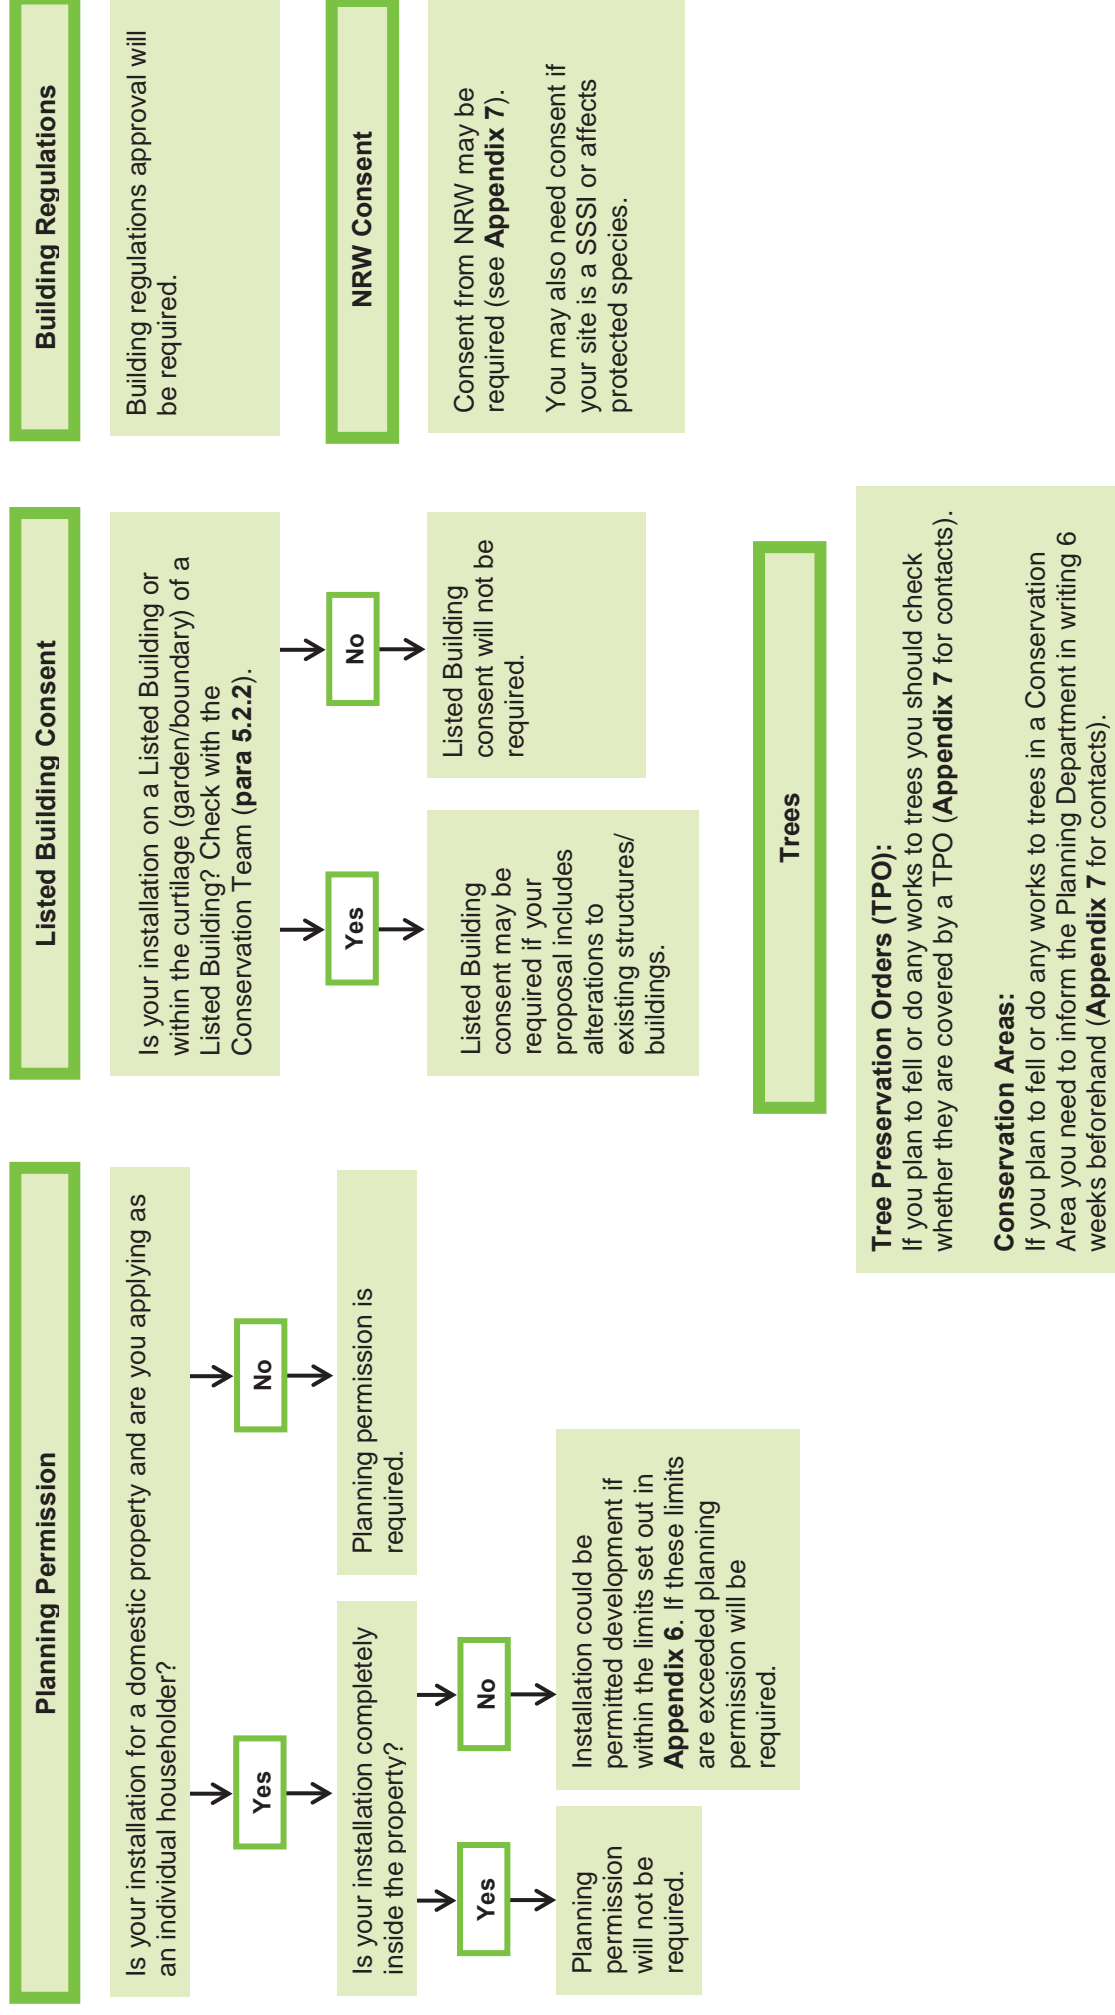 Planning Permission
Is your installation for a domestic property and are you applying as
an individual householder?
Yes
No
Is your installation completely
inside the property?
Planning permission is
required.
Yes
No
Planning
permission
will not be
required.
Installation could be
permitted development if
within the limits set out in
Appendix 6. If these limits
are exceeded planning
permission will be
required.
Listed Building Consent
Is your installation on a Listed Building or
within the curtilage (garden/boundary) of a
Listed Building? Check with the
Conservation Team (para 5.2.2).
Yes
No
Listed Building
consent may be
required if your
proposal includes
alterations to
existing structures/
buildings.
Listed Building
consent will not be
required.
Building Regulations
Building regulations approval will
be required.
NRW Consent
Consent from NRW may be
required (see Appendix 7).
You may also need consent if
your site is a SSSI or affects
protected species.
Trees
Tree Preservation Orders (TPO):
If you plan to fell or do any works to trees you should check
whether they are covered by a TPO (Appendix 7 for contacts).
Conservation Areas:
If you plan to fell or do any works to trees in a Conservation
Area you need to inform the Planning Department in writing 6
weeks beforehand (Appendix 7 for contacts).